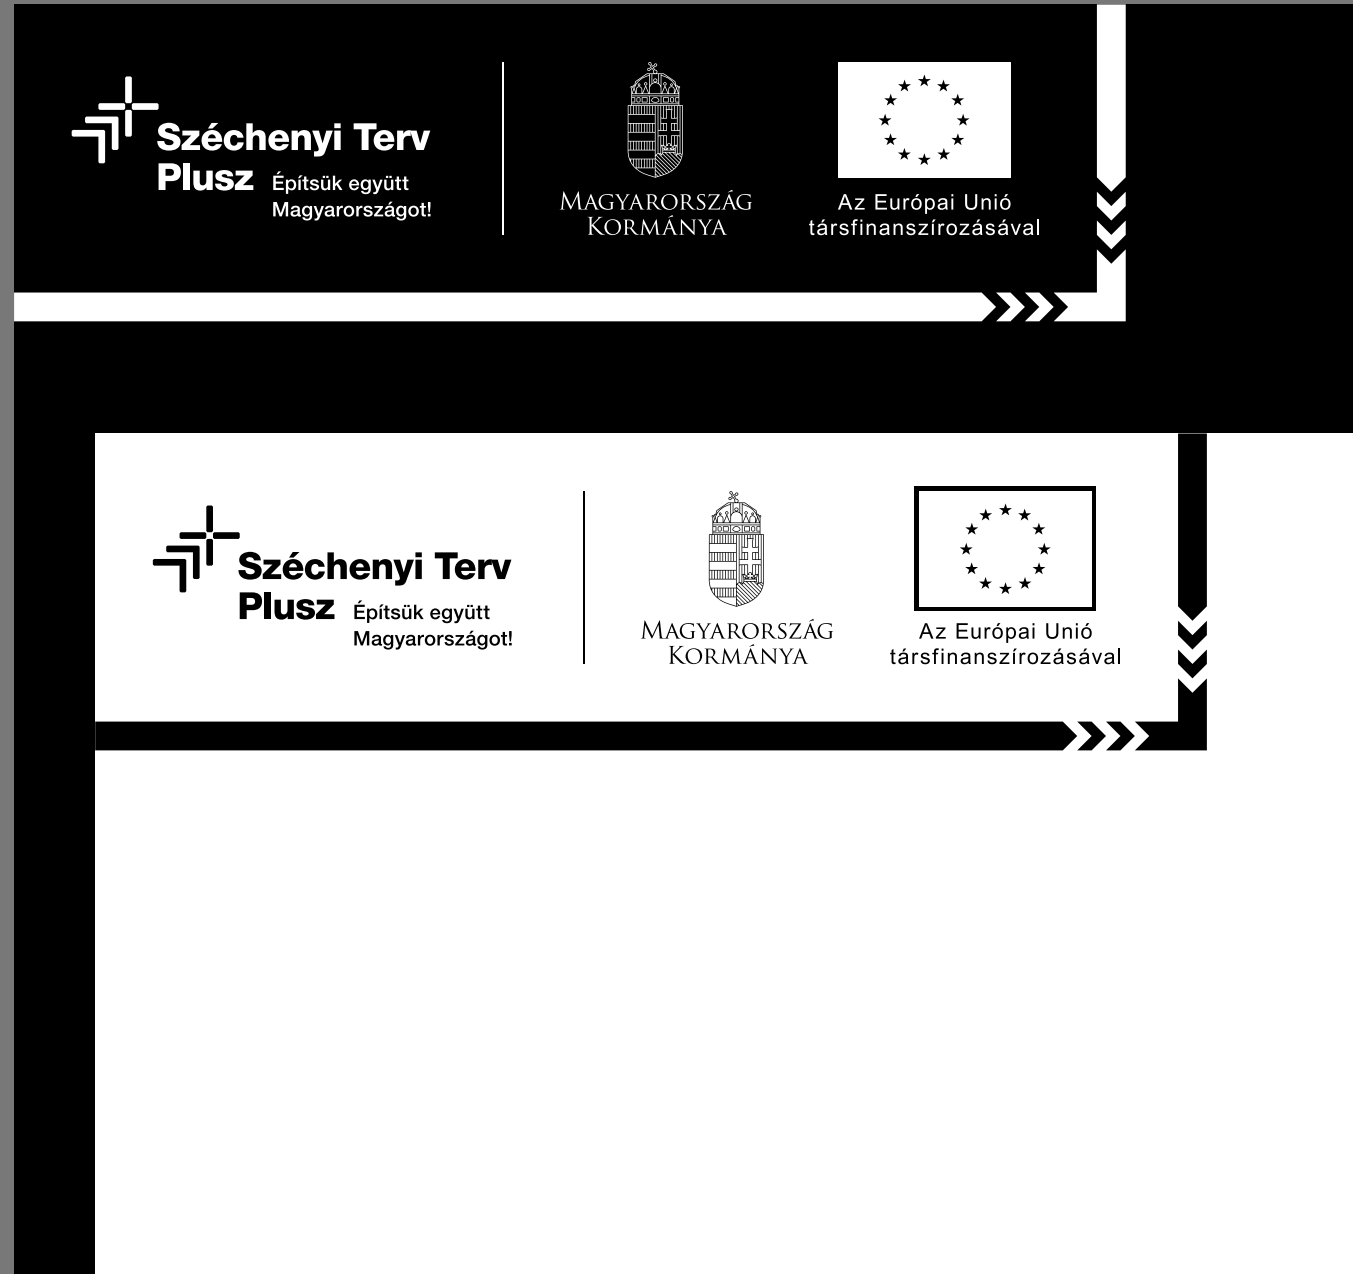 Széchenyi Terv
Plusz Építsük együtt
Magyarországot!
MAGYARORSZÁG
KORMÁNYA
Az Európai Unió
társfinanszírozásával
Széchenyi Terv
Plusz Építsük együtt
Magyarországot!
MAGYARORSZÁG
KORMÁNYA
Az Európai Unió
társfinanszírozásával